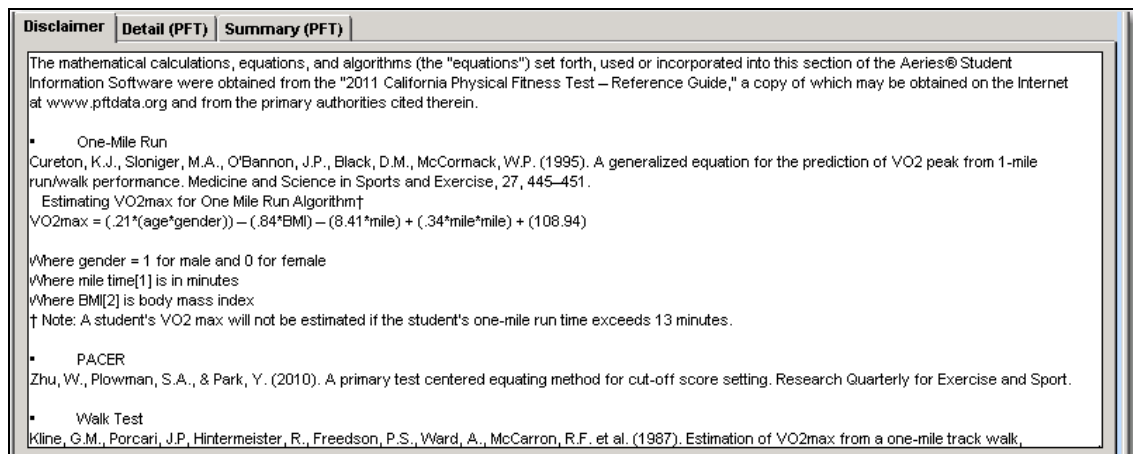 Disclaimer Detail (PFT) Summary (PFT)
The mathematical calculations, equations, and algorithms (the "equations") set forth, used or incorporated into this section of the Aeries® Student
Information Software were obtained from the "2011 California Physical Fitness Test – Reference Guide," a copy of which may be obtained on the Internet
at www.pftdata.org and from the primary authorities cited therein.
▪ One-Mile Run
Cureton, K.J., Sloniger, M.A., O'Bannon, J.P., Black, D.M., McCormack, W.P. (1995). A generalized equation for the prediction of VO2 peak from 1-mile
run/walk performance. Medicine and Science in Sports and Exercise, 27, 445–451.
Estimating VO2max for One Mile Run Algorithm†
VO2max = (.21*(age*gender)) – (.84*BMI) – (8.41*mile) + (.34*mile*mile) + (108.94)
Where gender = 1 for male and 0 for female
Where mile time[1] is in minutes
Where BMI[2] is body mass index
† Note: A student's VO2 max will not be estimated if the student's one-mile run time exceeds 13 minutes.
▪ PACER
Zhu, W., Plowman, S.A., & Park, Y. (2010). A primary test centered equating method for cut-off score setting. Research Quarterly for Exercise and Sport.
▪ Walk Test
Kline, G.M., Porcari, J.P, Hintermeister, R., Freedson, P.S., Ward, A., McCarron, R.F. et al. (1987). Estimation of VO2max from a one-mile track walk,